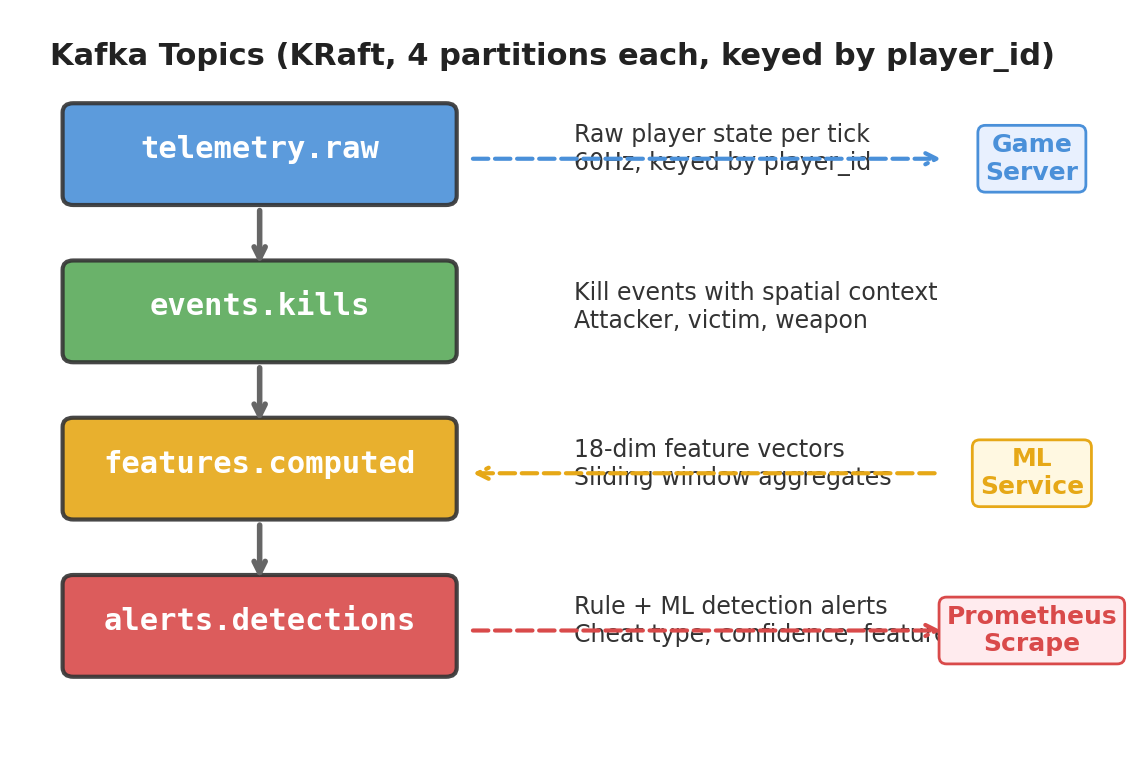 Kafka Topics (KRaft, 4 partitions each, keyed by player_id)
telemetry.raw
Raw player state per tick
60Hz, keyed by player_id
Game
Server
events.kills
Kill events with spatial context
Attacker, victim, weapon
features.computed
18-dim feature vectors
Sliding window aggregates
ML
Service
alerts.detections
Rule + ML detection alerts
Cheat type, confidence,
Prometheus
Scrape